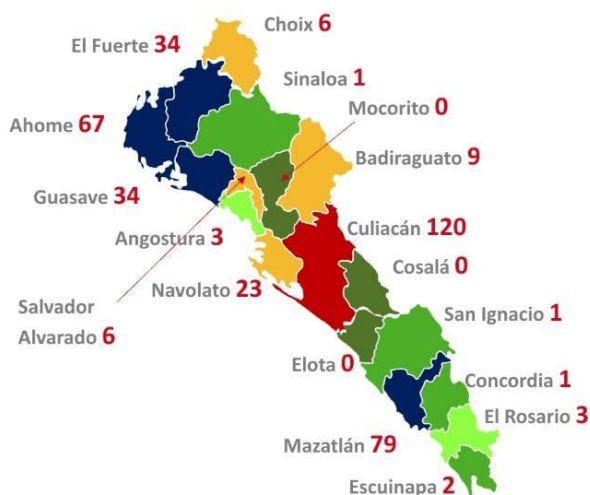 Choix 6
El Fuerte 34
Sinaloa 1
Mocorito 0
Ahome 67
Badiraguato 9
Guasave 34
Culiacán 120
Angostura 3
Cosalá 0
Navolato 23
Salvador
Alvarado 6
San Ignacio 1
Elota 0
Concordia 1
El Rosario 3
Mazatlán 79
Escuinapa 2